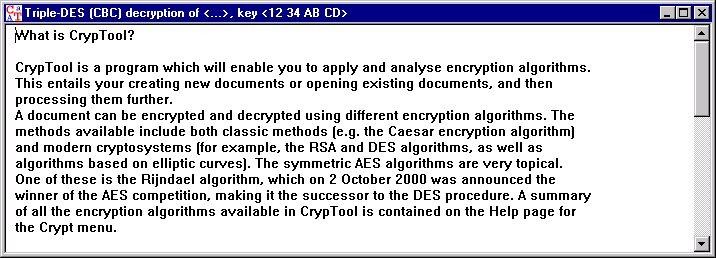 Triple-DES (CBC) decryption of <...>, key <12 34 AB CD>
What is CrypTool?
CrypTool is a program which will enable you to apply and analyse encryption algorithms.
This entails your creating new documents or opening existing documents, and then
processing them further.
A document can be encrypted and decrypted using different encryption algorithms. The
methods available include both classic methods (e.g. the Caesar encryption algorithm)
and modern cryptosystems (for example, the RSA and DES algorithms, as well as
algorithms based on elliptic curves). The symmetric AES algorithms are very topical.
One of these is the Rijndael algorithm, which on 2 October 2000 was announced the
winner of the AES competition, making it the successor to the DES procedure. A summary
of all the encryption algorithms available in CrypTool is contained on the Help page for
the Crypt menu.